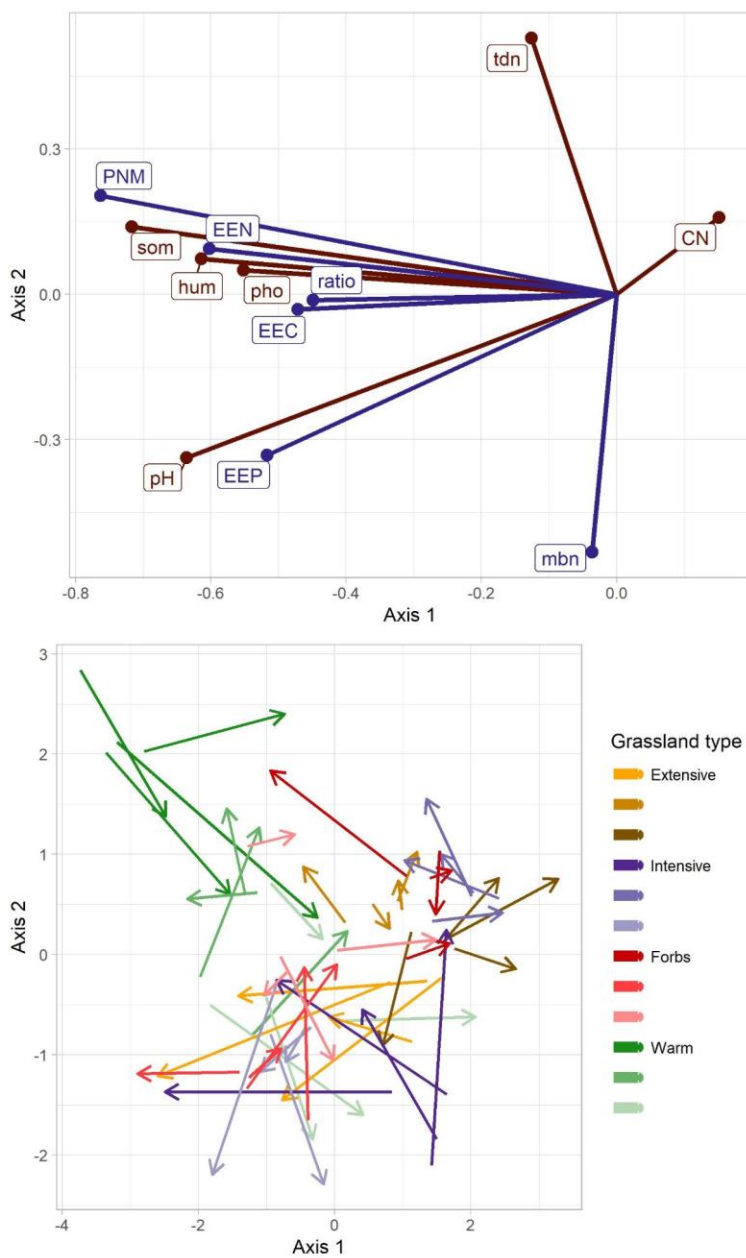 tdn
0.3
PNM
EEN
CN
som
hum
pho
ratio
0.0
EEC
Axis 2
-0.3
pH
EEP
mbn
-0.8
-0.6
-0.4
-0.2
0.0
Axis 1
3
2
Grassland type
Extensive
1
Intensive
Axis 2
0
Forbs
Warm
-1
-2
-4
-2
0
2
Axis 1